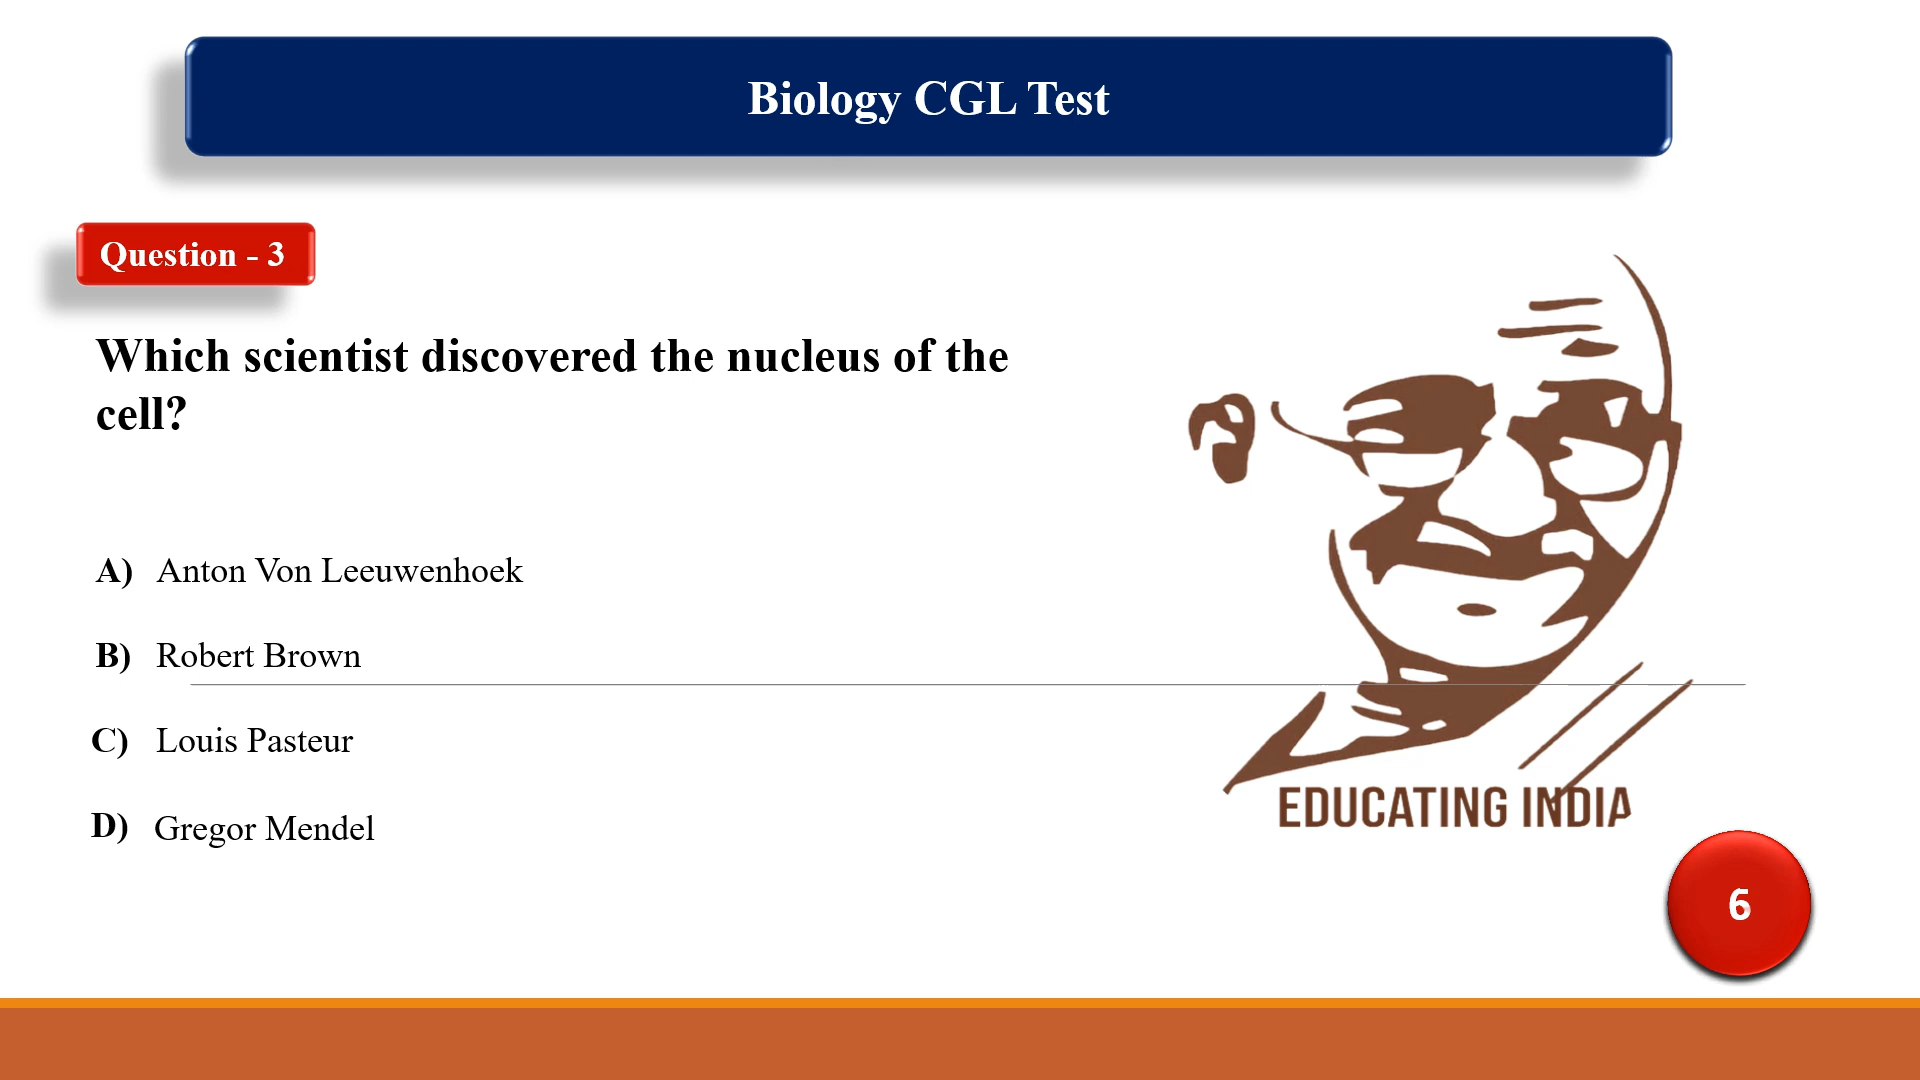 Biology CGL Test
Question - 3
Which scientist discovered the nucleus of the
cell?
A) Anton Von Leeuwenhoek
B) Robert Brown
C) Louis Pasteur
D) Gregor Mendel
EDUCATING INDIA
6